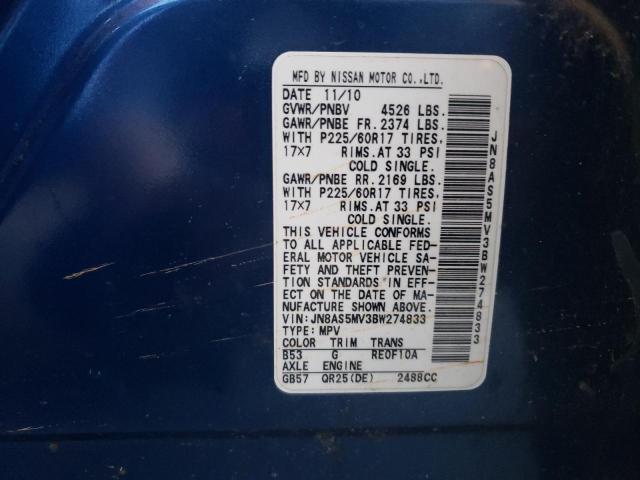 MFD BY NISSAN MOTOR CO.,LTD.
DATE 11/10
GVWR/PNBV 4526 LBS.
GAWR/PNBE FR. 2374 LBS.
WITH P225/60R17 TIRES,
17×7 RIMS.AT 33 PSI
COLD SINGLE.
GAWR/PNBE RR. 2169 LBS.
WITH P225/60R17 TIRES,
17×7 RIMS.AT 33 PSI
COLD SINGLE.
THIS VEHICLE CONFORMS
TO ALL APPLICABLE FED-
ERAL MOTOR VEHICLE SA-
FETY AND THEFT PREVEN-
TION STANDARDS IN EFF-
ECT ON THE DATE OF MA-
NUFACTURE SHOWN ABOVE.
VIN:JN8AS5MV3BW274833
TYPE: MPV
COLOR TRIM TRANS
B53 G RE0F10A
AXLE ENGINE
GB57 QR25(DE) 2488CC
JN8AS5MV3BW274833